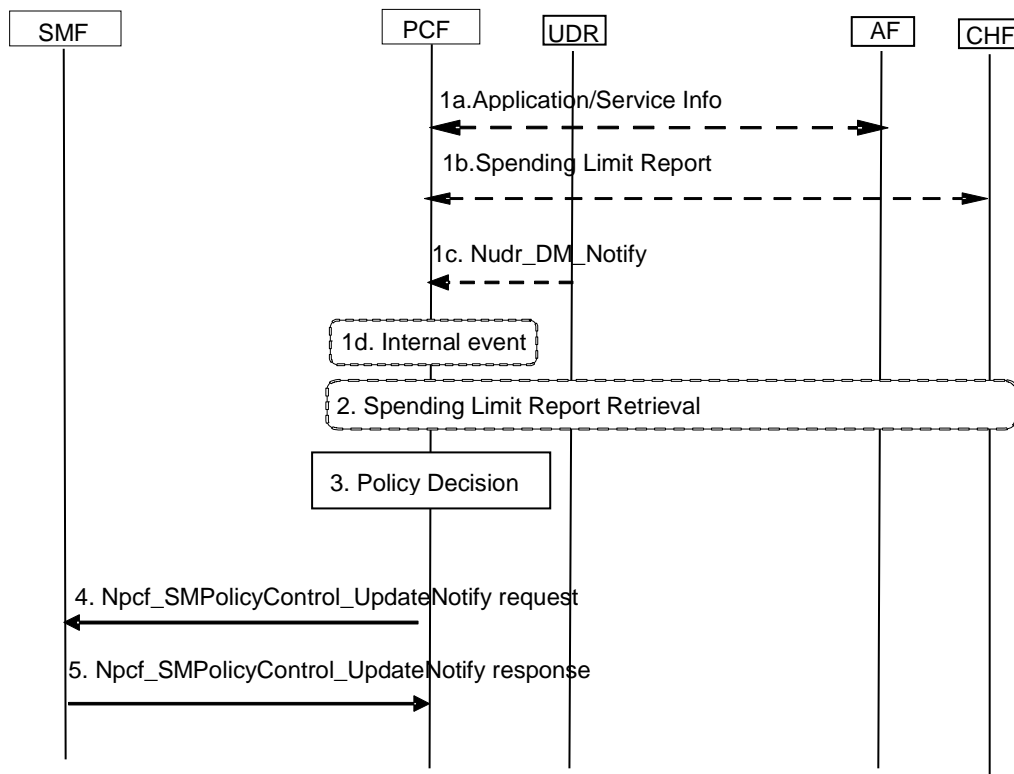 SMF
PCF
UDR
AF
CHF
1a.Application/Service Info
1b.Spending Limit Report
1c. Nudr_DM_Notify
1d. Internal event
2. Spending Limit Report Retrieval
3. Policy Decision
4. Npcf_SMPolicyControl_UpdateNotify request
5. Npcf_SMPolicyControl_UpdateNotify response